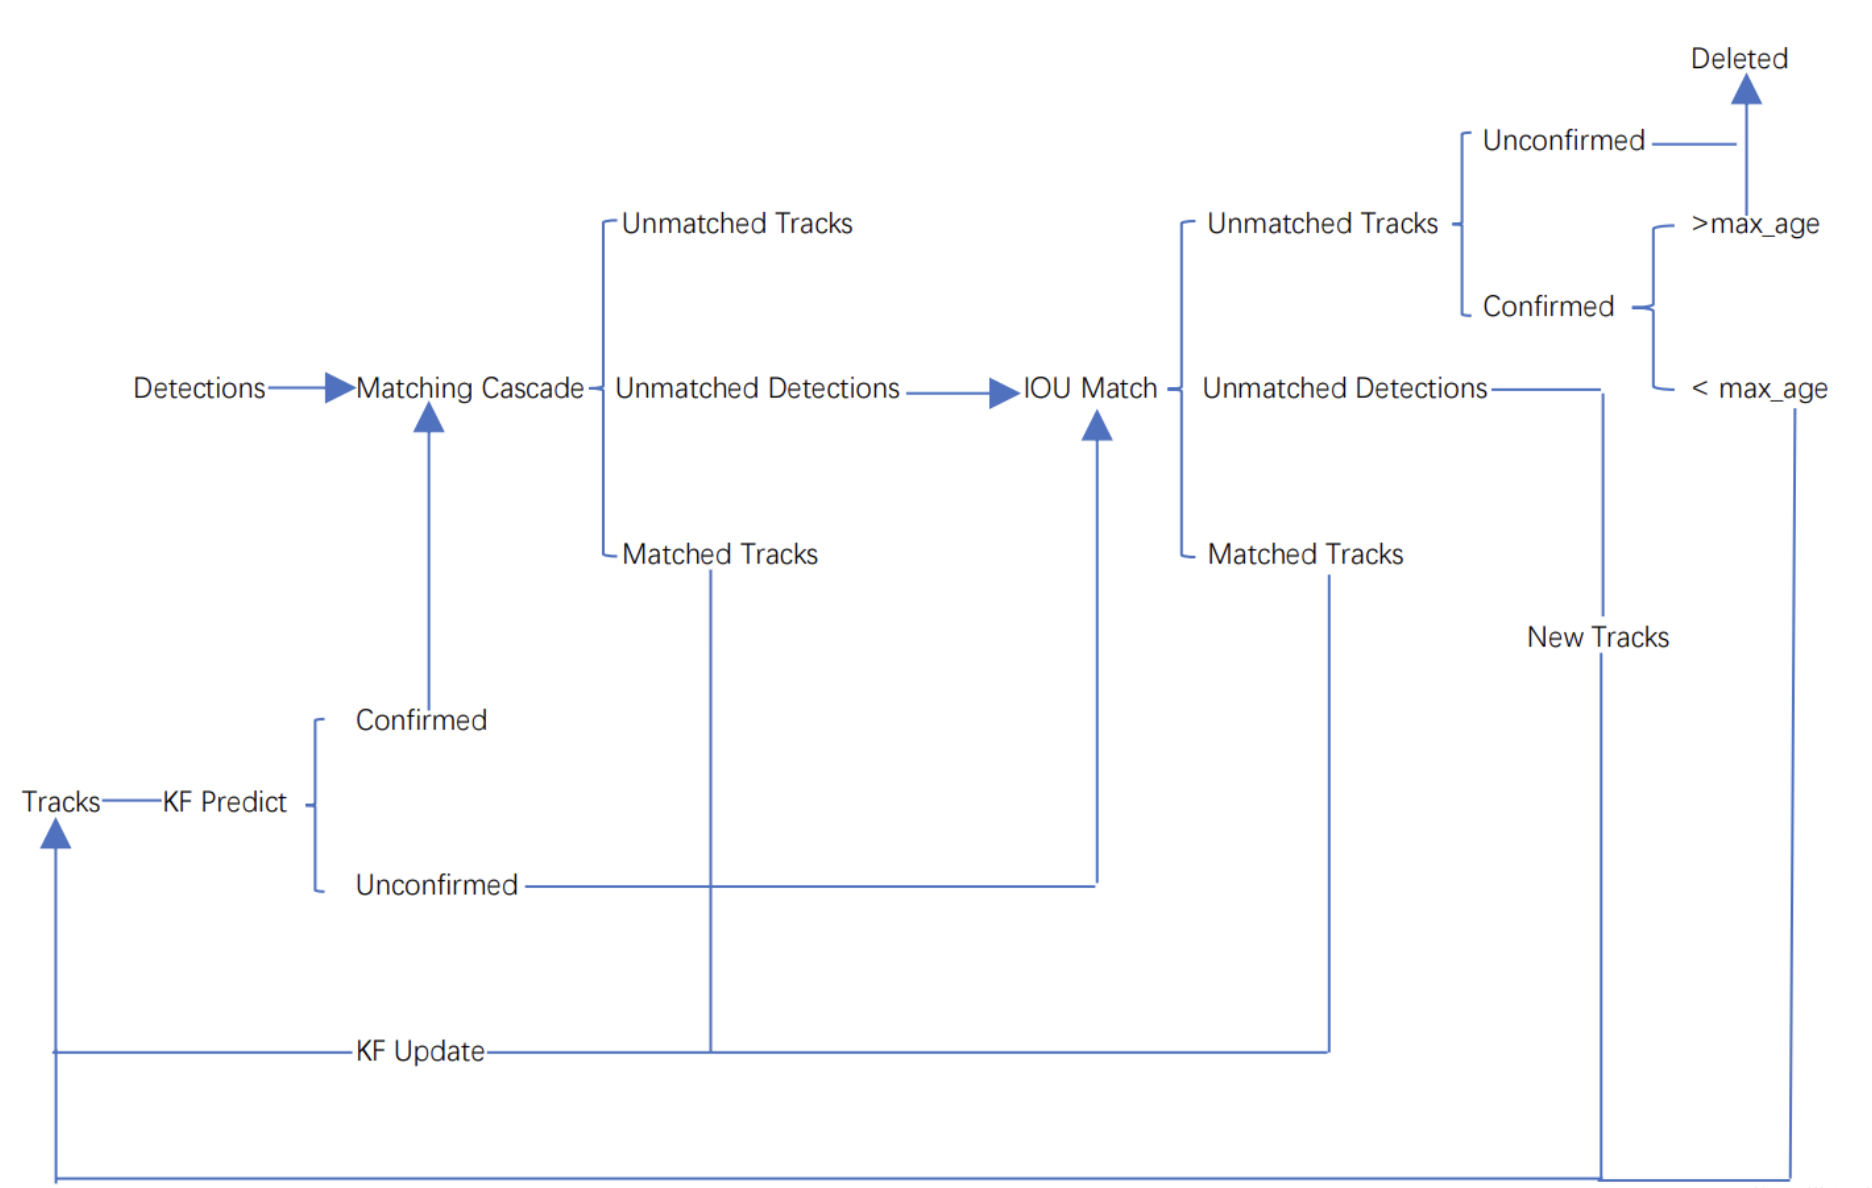 Deleted
Unconfirmed
Unmatched Tracks
Unmatched Tracks
>max_age
Confirmed
Detections
Matching Cascade
Unmatched Detections
IOU Match
Unmatched Detections
< max_age
Matched Tracks
Matched Tracks
New Tracks
Confirmed
Tracks
KF Predict
Unconfirmed
KF Update